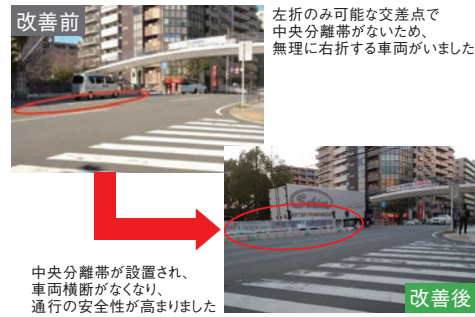 改善前
左折のみ可能な交差点で
中央分離帯がないため、
無理に右折する車両がいました
中央分離帯が設置され、
車両横断がなくなり、
通行の安全性が高まりました
改善後